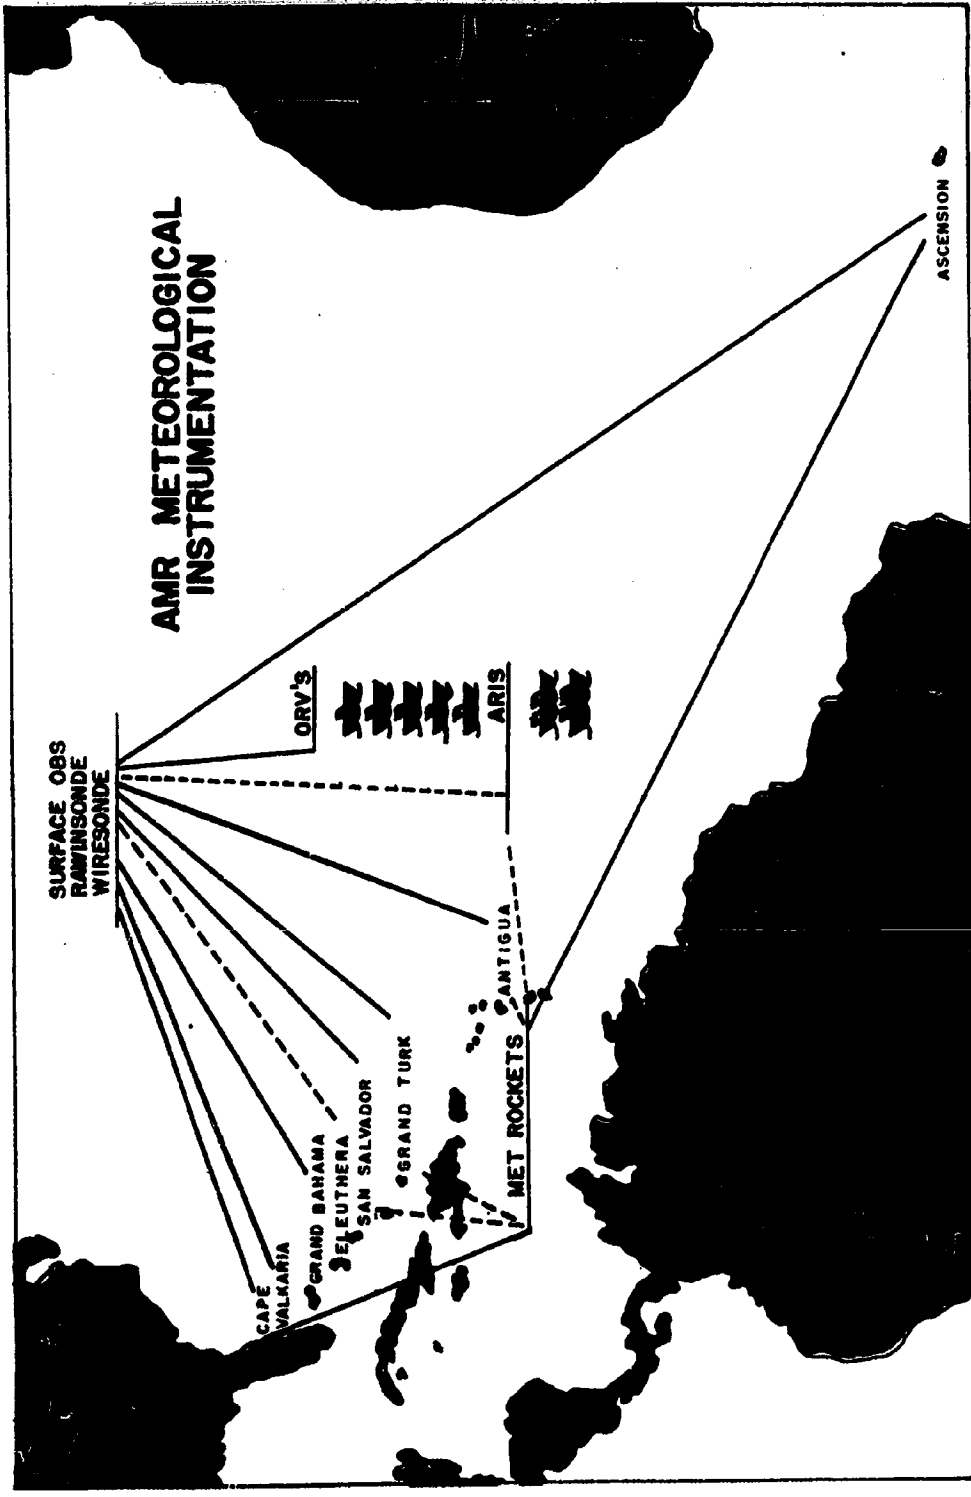 AMR METEOROLOGICAL
INSTRUMENTATION
SURFACE OBS
RAWINSONDE
WIRESONDE
ORV'S
ARIS
CAPE
VALKARIA
GRAND BAHAMA
ELEUTHERA
SAN SALVADOR
GRAND TURK
ANTIGUA
MET ROCKETS
ASCENSION